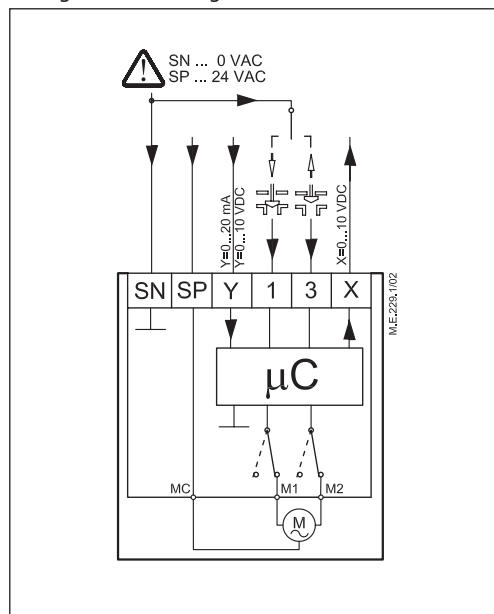 SN ... 0 VAC
SP ... 24 VAC
Y=0...20 mA
Y=0...10 VDC
X=0...10 VDC
SN SP Y 1 3 X
M.E.229.1/02
µC
MC M1 M2
M